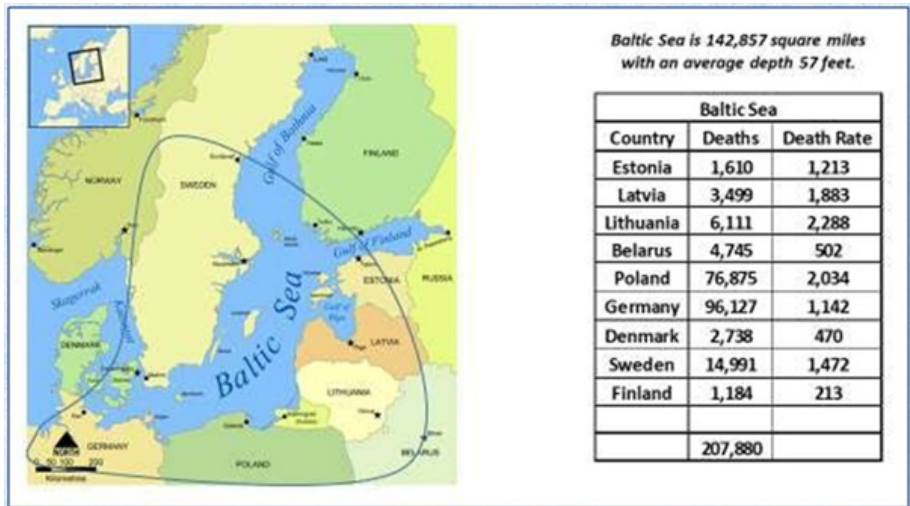 Baltic Sea is 142,857 square miles
with an average depth 57 feet.
Baltic Sea
Country Deaths Death Rate
Estonia 1,610 1,213
Latvia 3,499 1,883
Lithuania 6,111 2,288
Belarus 4,745 502
Poland 76,875 2,034
Germany 96,127 1,142
Denmark 2,738 470
Sweden 14,991 1,472
Finland 1,184 213
207,880
Gulf of Bothnia
FINLAND
NORWAY
SWEDEN
Gulf of Finland
ESTONIA
RUSSIA
Skagerrak
Baltic Sea
Gulf of
Riga
DENMARK
LATVIA
LITHUANIA
NORTH
GERMANY
POLAND
BELARUS
0 50 100 200
Kilometres